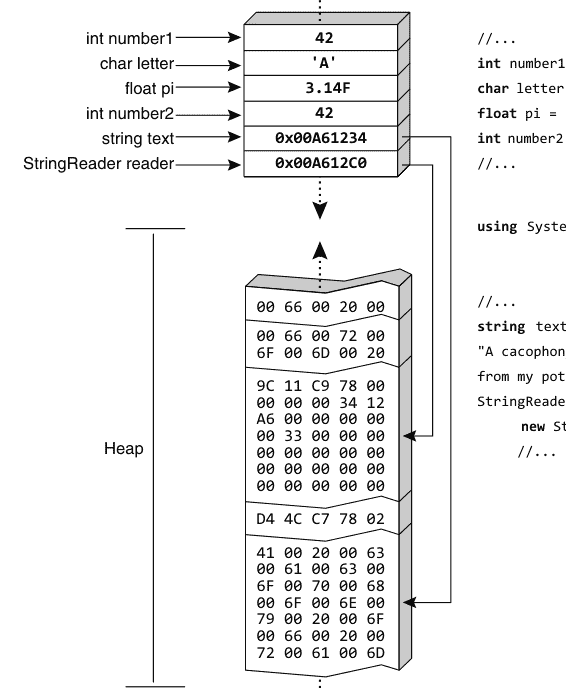 int number1 42
char letter 'A'
float pi 3.14F
int number2 42
string text 0x00A61234
StringReader reader 0x00A612C0
Heap
00 66 00 20 00
00 66 00 72 00
6F 00 6D 00 20
9C 11 C9 78 00
00 00 00 34 12
A6 00 00 00 00
00 33 00 00 00
00 00 00 00 00
00 00 00 00 00
00 00 00 00 00
D4 4C C7 78 02
41 00 20 00 63
00 61 00 63 00
6F 00 70 00 68
00 6F 00 6E 00
79 00 20 00 6F
00 66 00 20 00
72 00 61 00 6D
//...
int number1
char letter
float pi =
int number2
//...
using Syste
//...
string text
"A cacophon
from my pot
StringReade
new St
//...